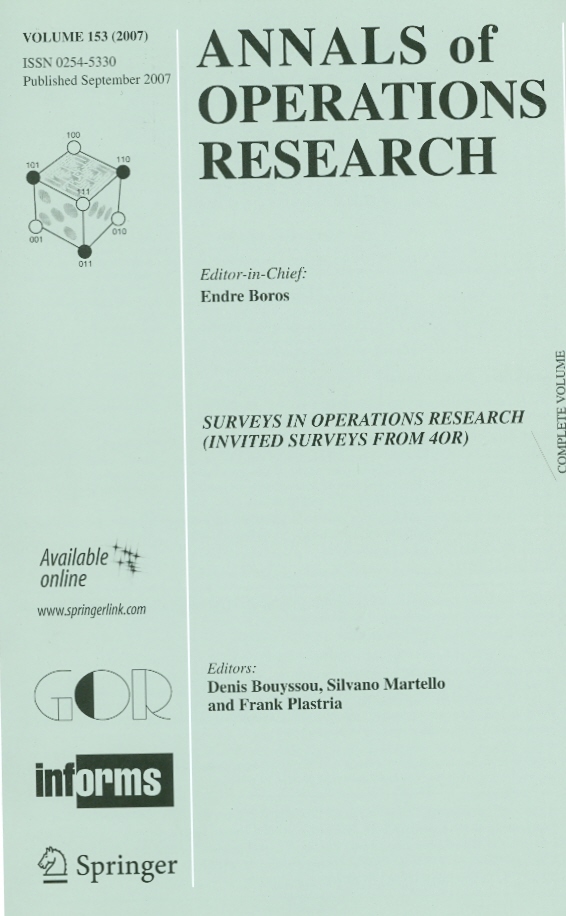 VOLUME 153 (2007)
ISSN 0254-5330
Published September 2007
100
101
110
111
001
010
011
ANNALS of
OPERATIONS
RESEARCH
Editor-in-Chief:
Endre Boros
SURVEYS IN OPERATIONS RESEARCH
(INVITED SURVEYS FROM 4OR)
COMPLETE VOLUME
Available
online
www.springerlink.com
Editors:
Denis Bouyssou, Silvano Martello
and Frank Plastria
GOR
informs
Springer